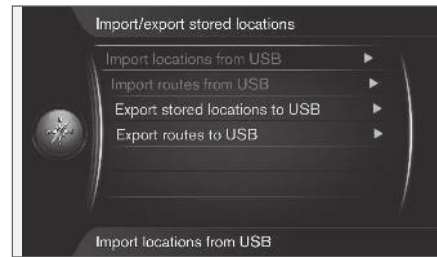 Import/export stored locations
Import locations from USB
Import routes from USB
Export stored locations to USB
Export routes to USB
Import locations from USB